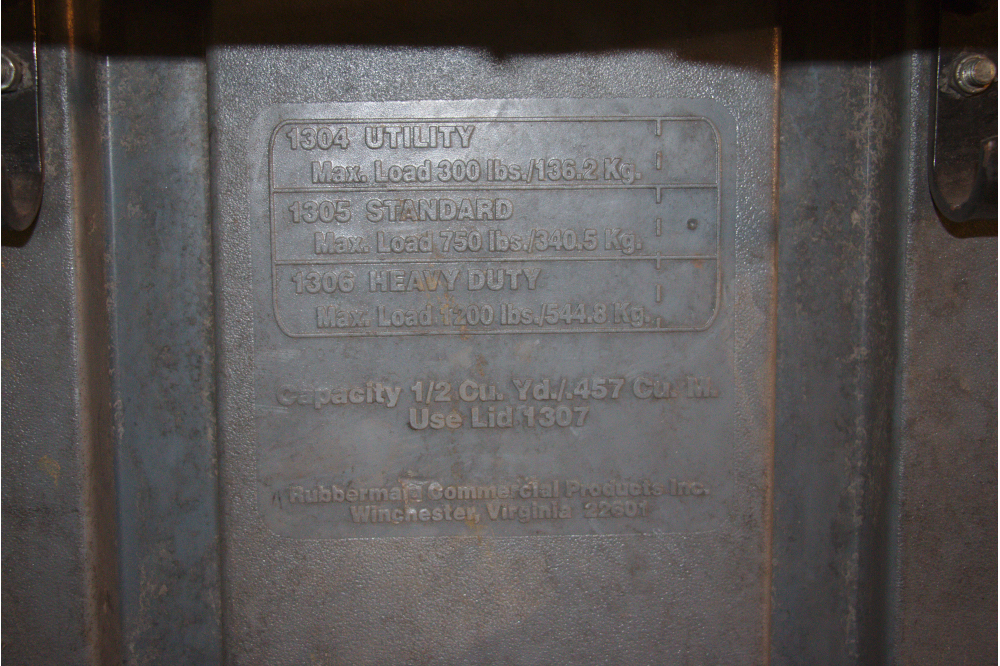 1304 UTILITY
Max. Load 300 lbs./136.2 Kg.
1305 STANDARD
Max. Load 750 lbs./340.5 Kg.
1306 HEAVY DUTY
Max. Load 1200 lbs./544.8 Kg.
Capacity 1/2 Cu. Yd./.457 Cu. M.
Use Lid 1307
Rubbermaid Commercial Products Inc.
Winchester, Virginia 22601